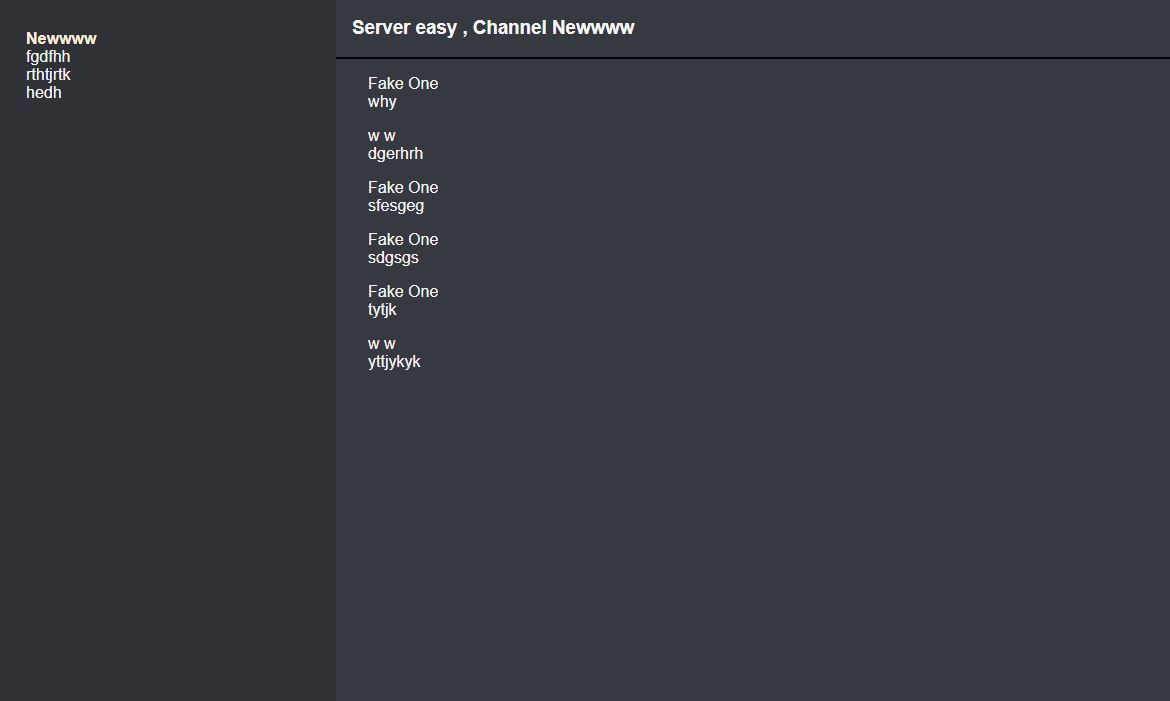 Newwww
fgdfhh
rthtjrtk
hedh
Server easy , Channel Newwww
Fake One
why
w w
dgerhrh
Fake One
sfesgeg
Fake One
sdgsgs
Fake One
tytjk
w w
yttjykyk